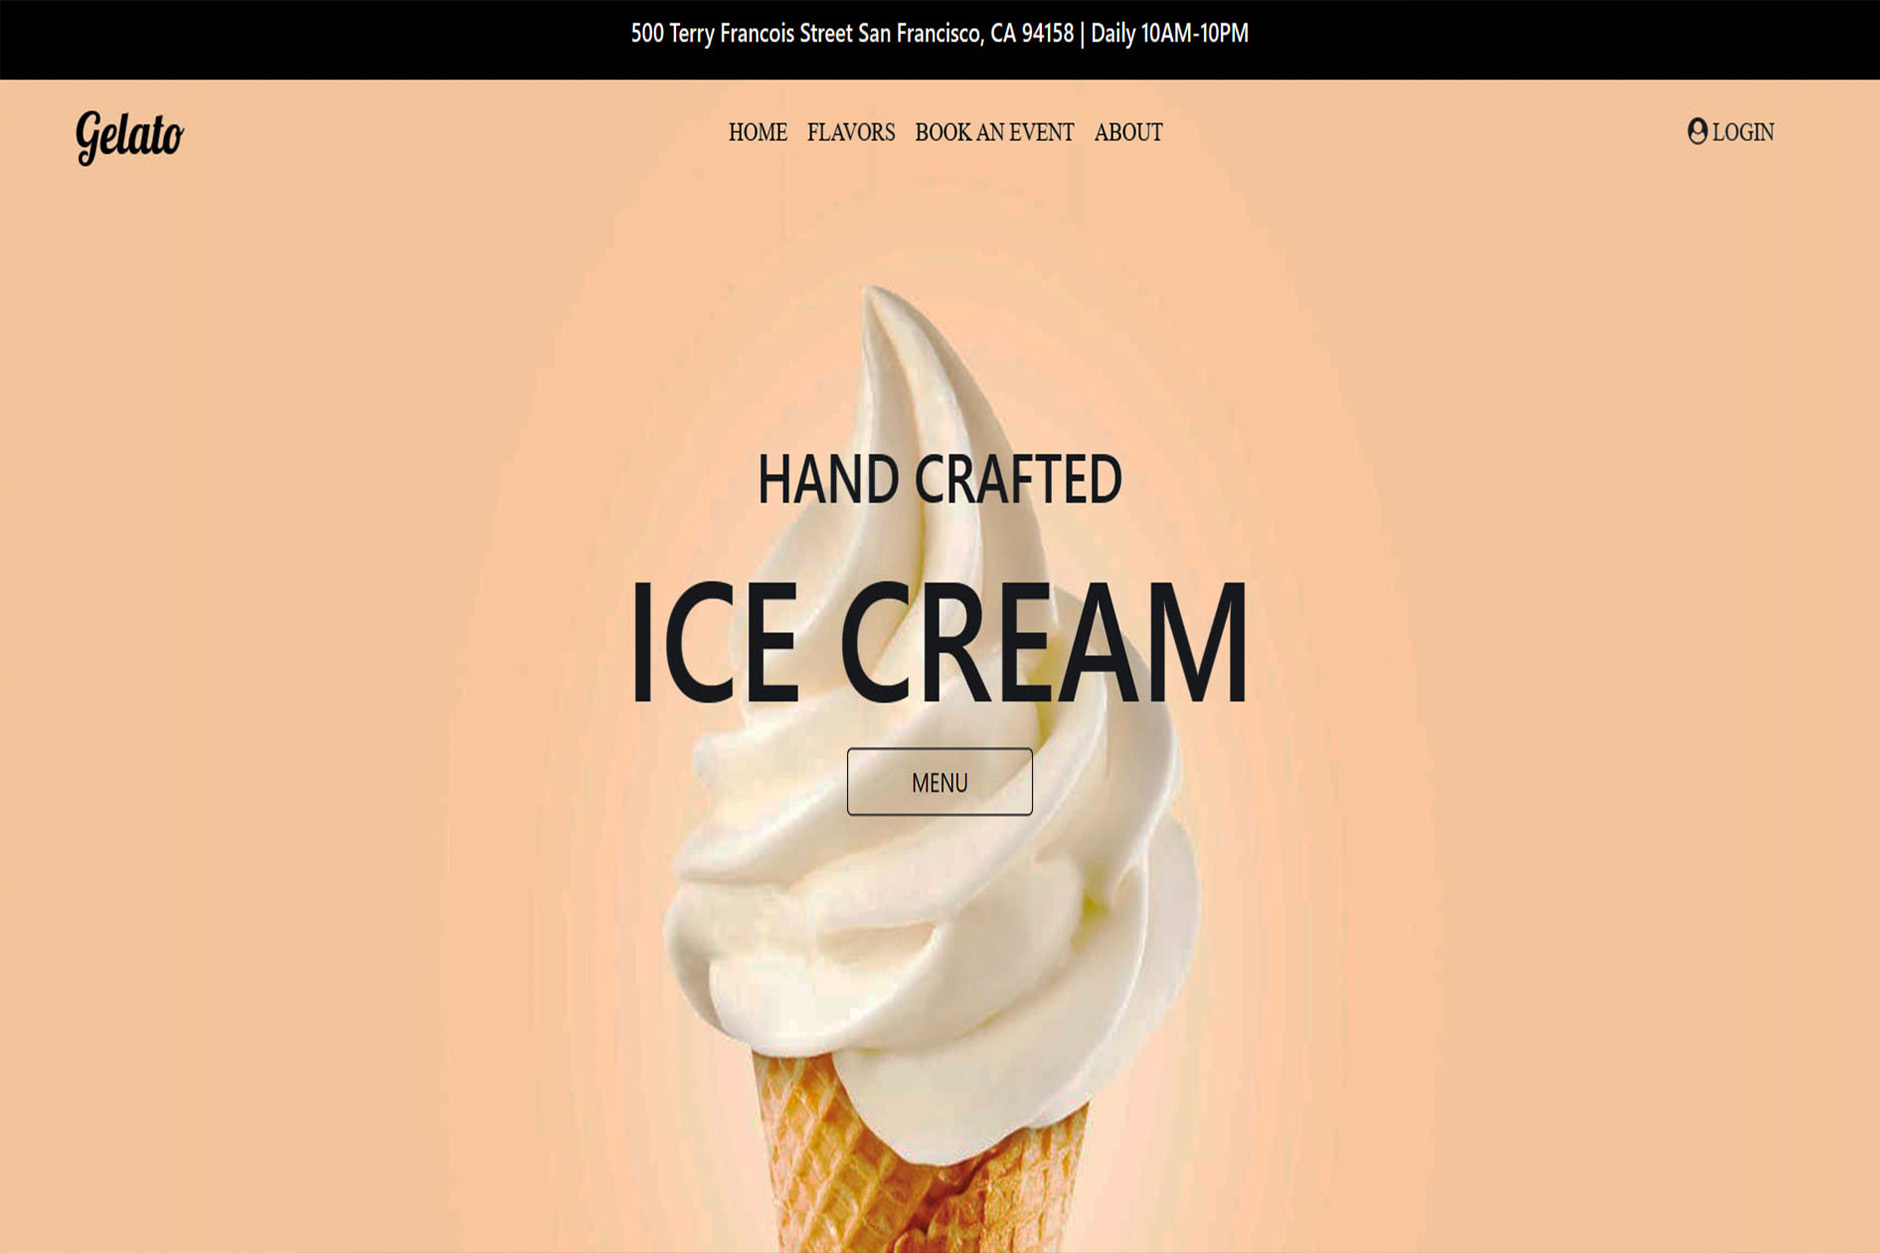 500 Terry Francois Street San Francisco, CA 94158 | Daily 10AM-10PM
Gelato
HOME FLAVORS BOOK AN EVENT ABOUT
LOGIN
HAND CRAFTED
ICE CREAM
MENU